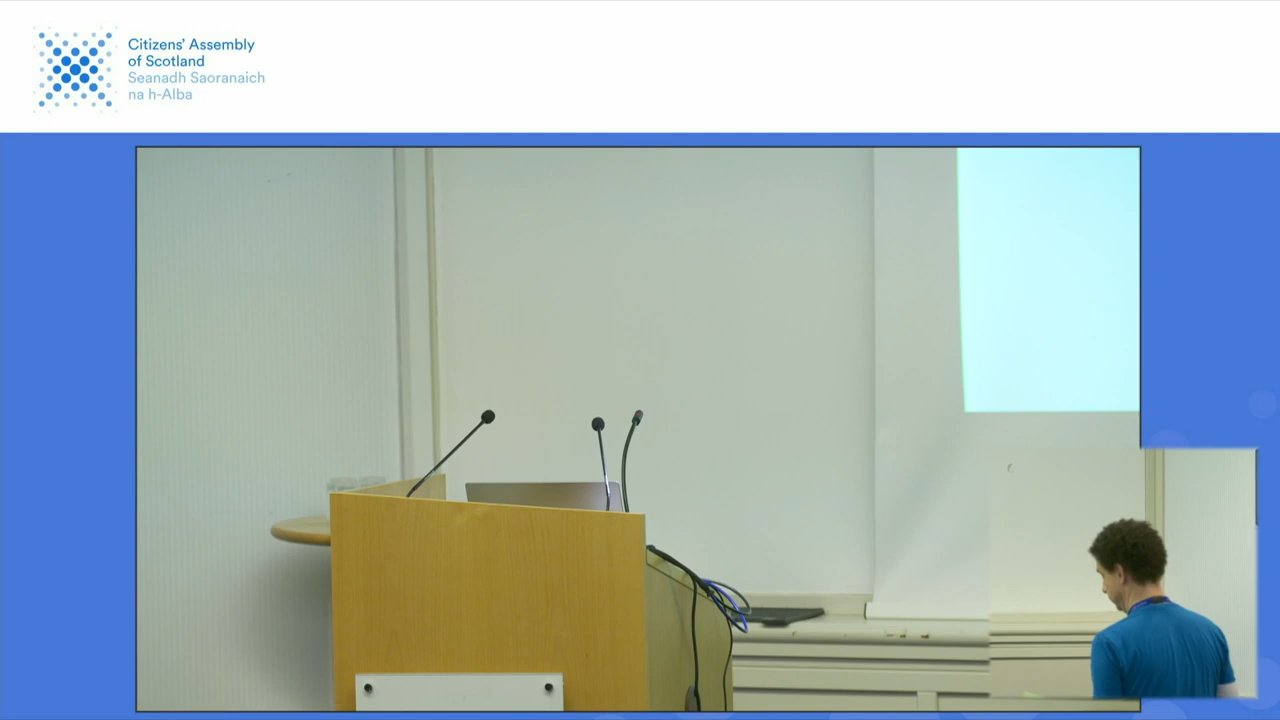 Citizens’ Assembly
of Scotland
Seanadh Saoranaich
na h-Alba